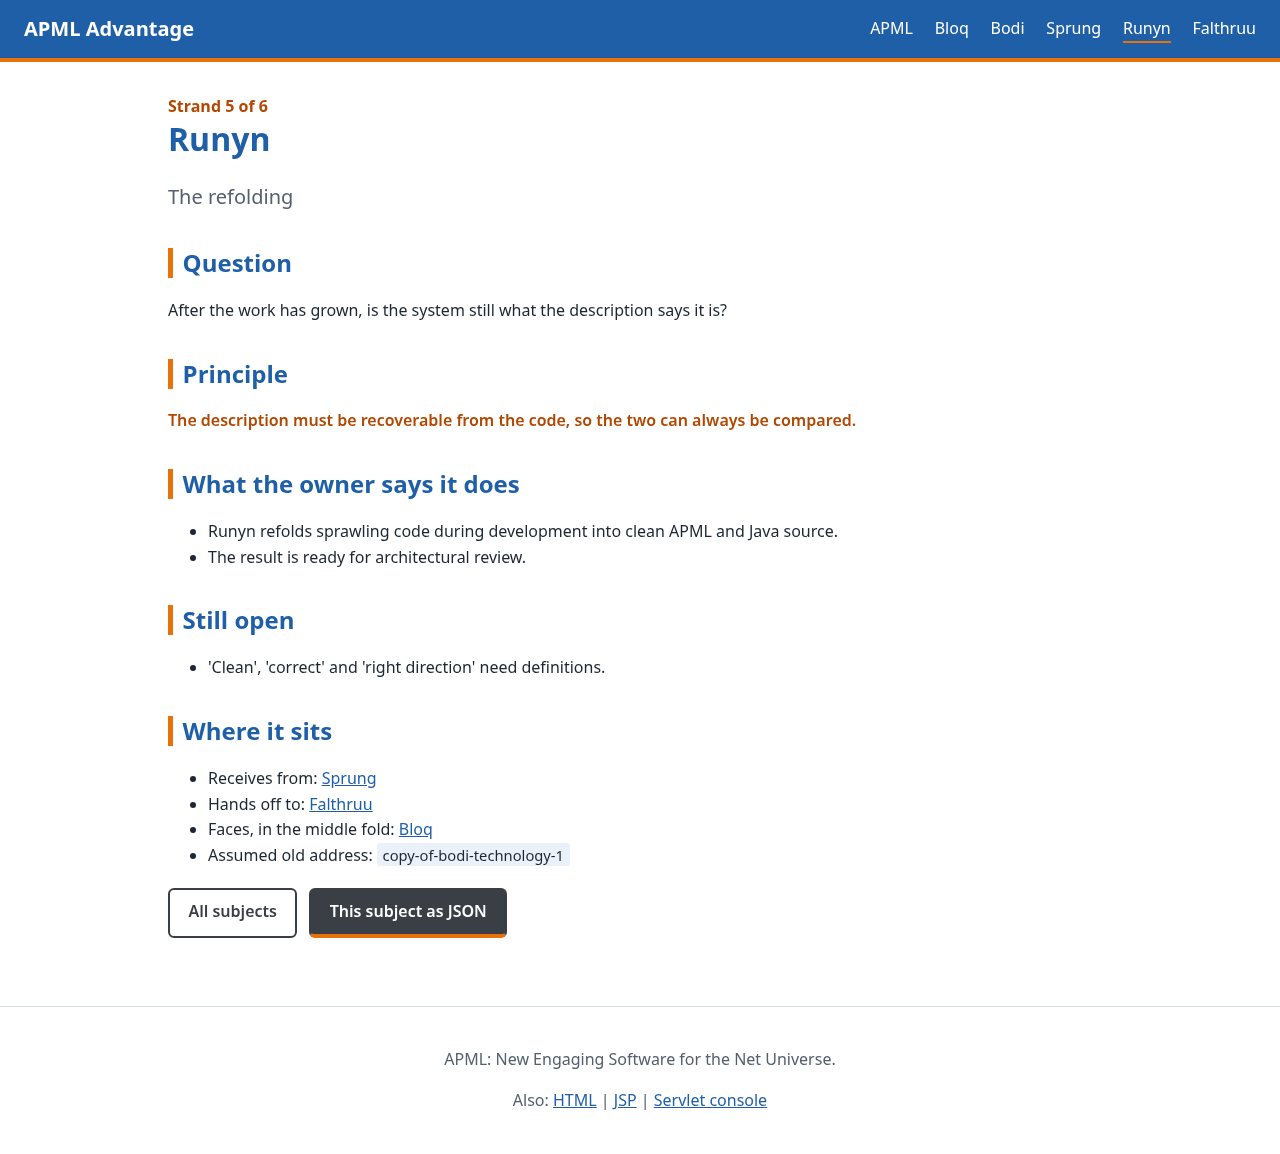 APML Advantage
APML Bloq Bodi Sprung Runyn Falthruu
Strand 5 of 6
Runyn
The refolding
Question
After the work has grown, is the system still what the description says it is?
Principle
The description must be recoverable from the code, so the two can always be compared.
What the owner says it does
Runyn refolds sprawling code during development into clean APML and Java source.
The result is ready for architectural review.
Still open
'Clean', 'correct' and 'right direction' need definitions.
Where it sits
Receives from: Sprung
Hands off to: Falthruu
Faces, in the middle fold: Bloq
Assumed old address: copy-of-bodi-technology-1
All subjects
This subject as JSON
APML: New Engaging Software for the Net Universe.
Also: HTML | JSP | Servlet console